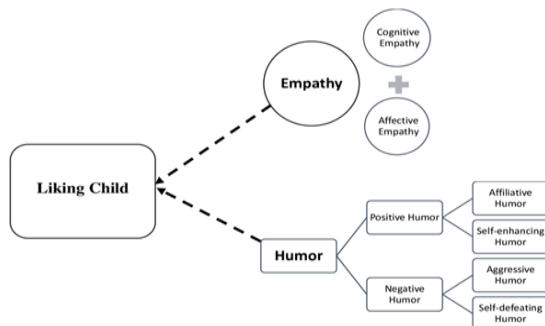 Cognitive
Empathy
Empathy
Affective
Empathy
Liking Child
Affiliative
Humor
Positive Humor
Self-enhancing
Humor
Humor
Aggressive
Humor
Negative
Humor
Self-defeating
Humor